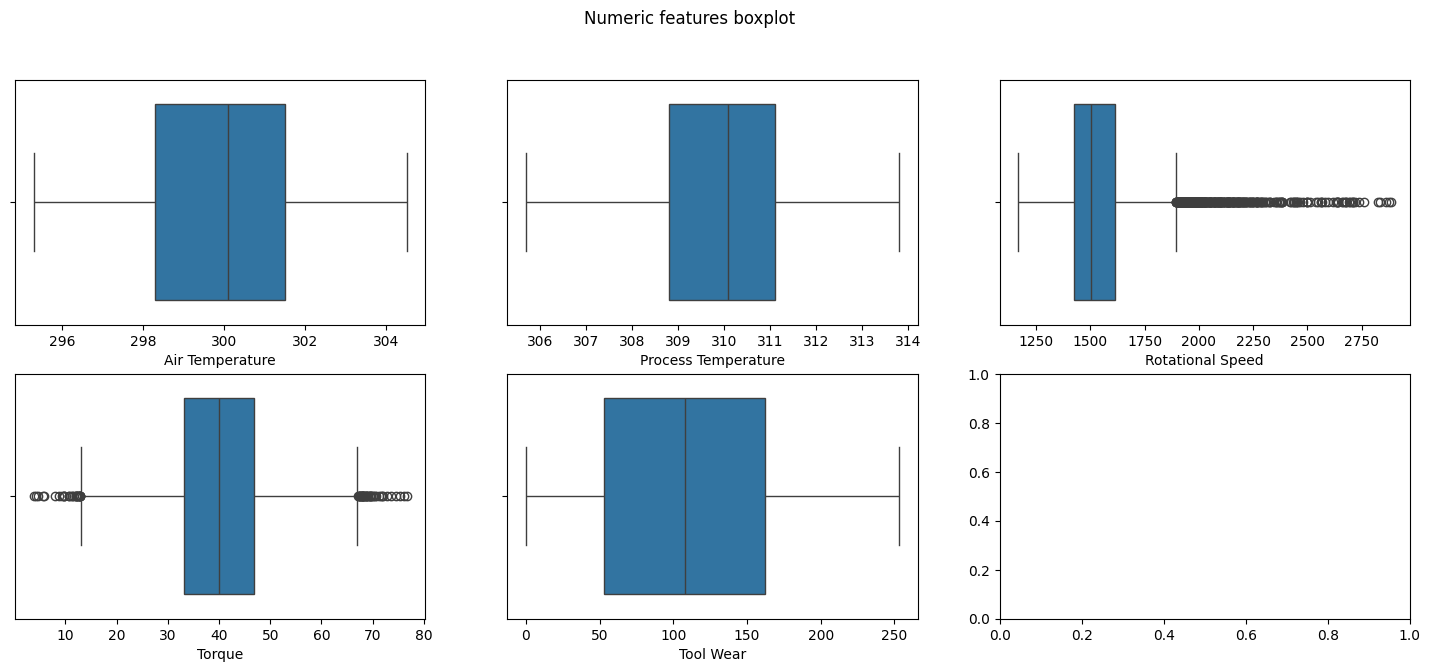 Numeric features boxplot
296 298 300 302 304
Air Temperature
306 307 308 309 310 311 312 313 314
Process Temperature
1250 1500 1750 2000 2250 2500 2750
Rotational Speed
10 20 30 40 50 60 70 80
Torque
0 50 100 150 200 250
Tool Wear
1.0
0.8
0.6
0.4
0.2
0.0
0.0 0.2 0.4 0.6 0.8 1.0